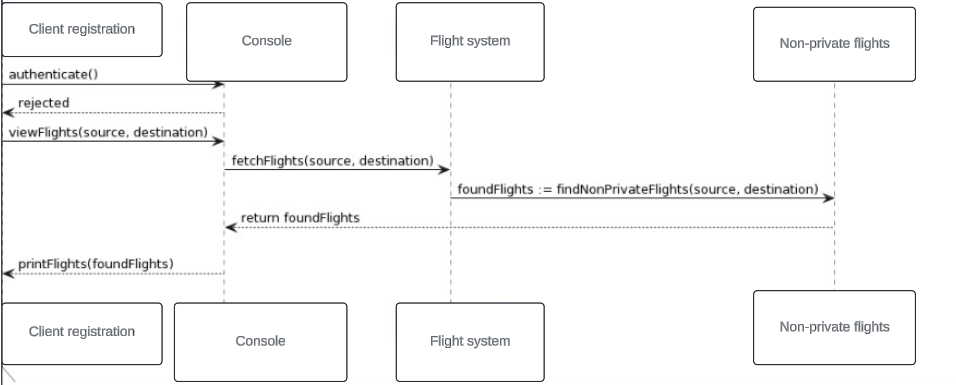 Client registration
Console
Flight system
Non-private flights
authenticate()
rejected
viewFlights(source, destination)
fetchFlights(source, destination)
foundFlights := findNonPrivateFlights(source, destination)
return foundFlights
printFlights(foundFlights)
Client registration
Console
Flight system
Non-private flights